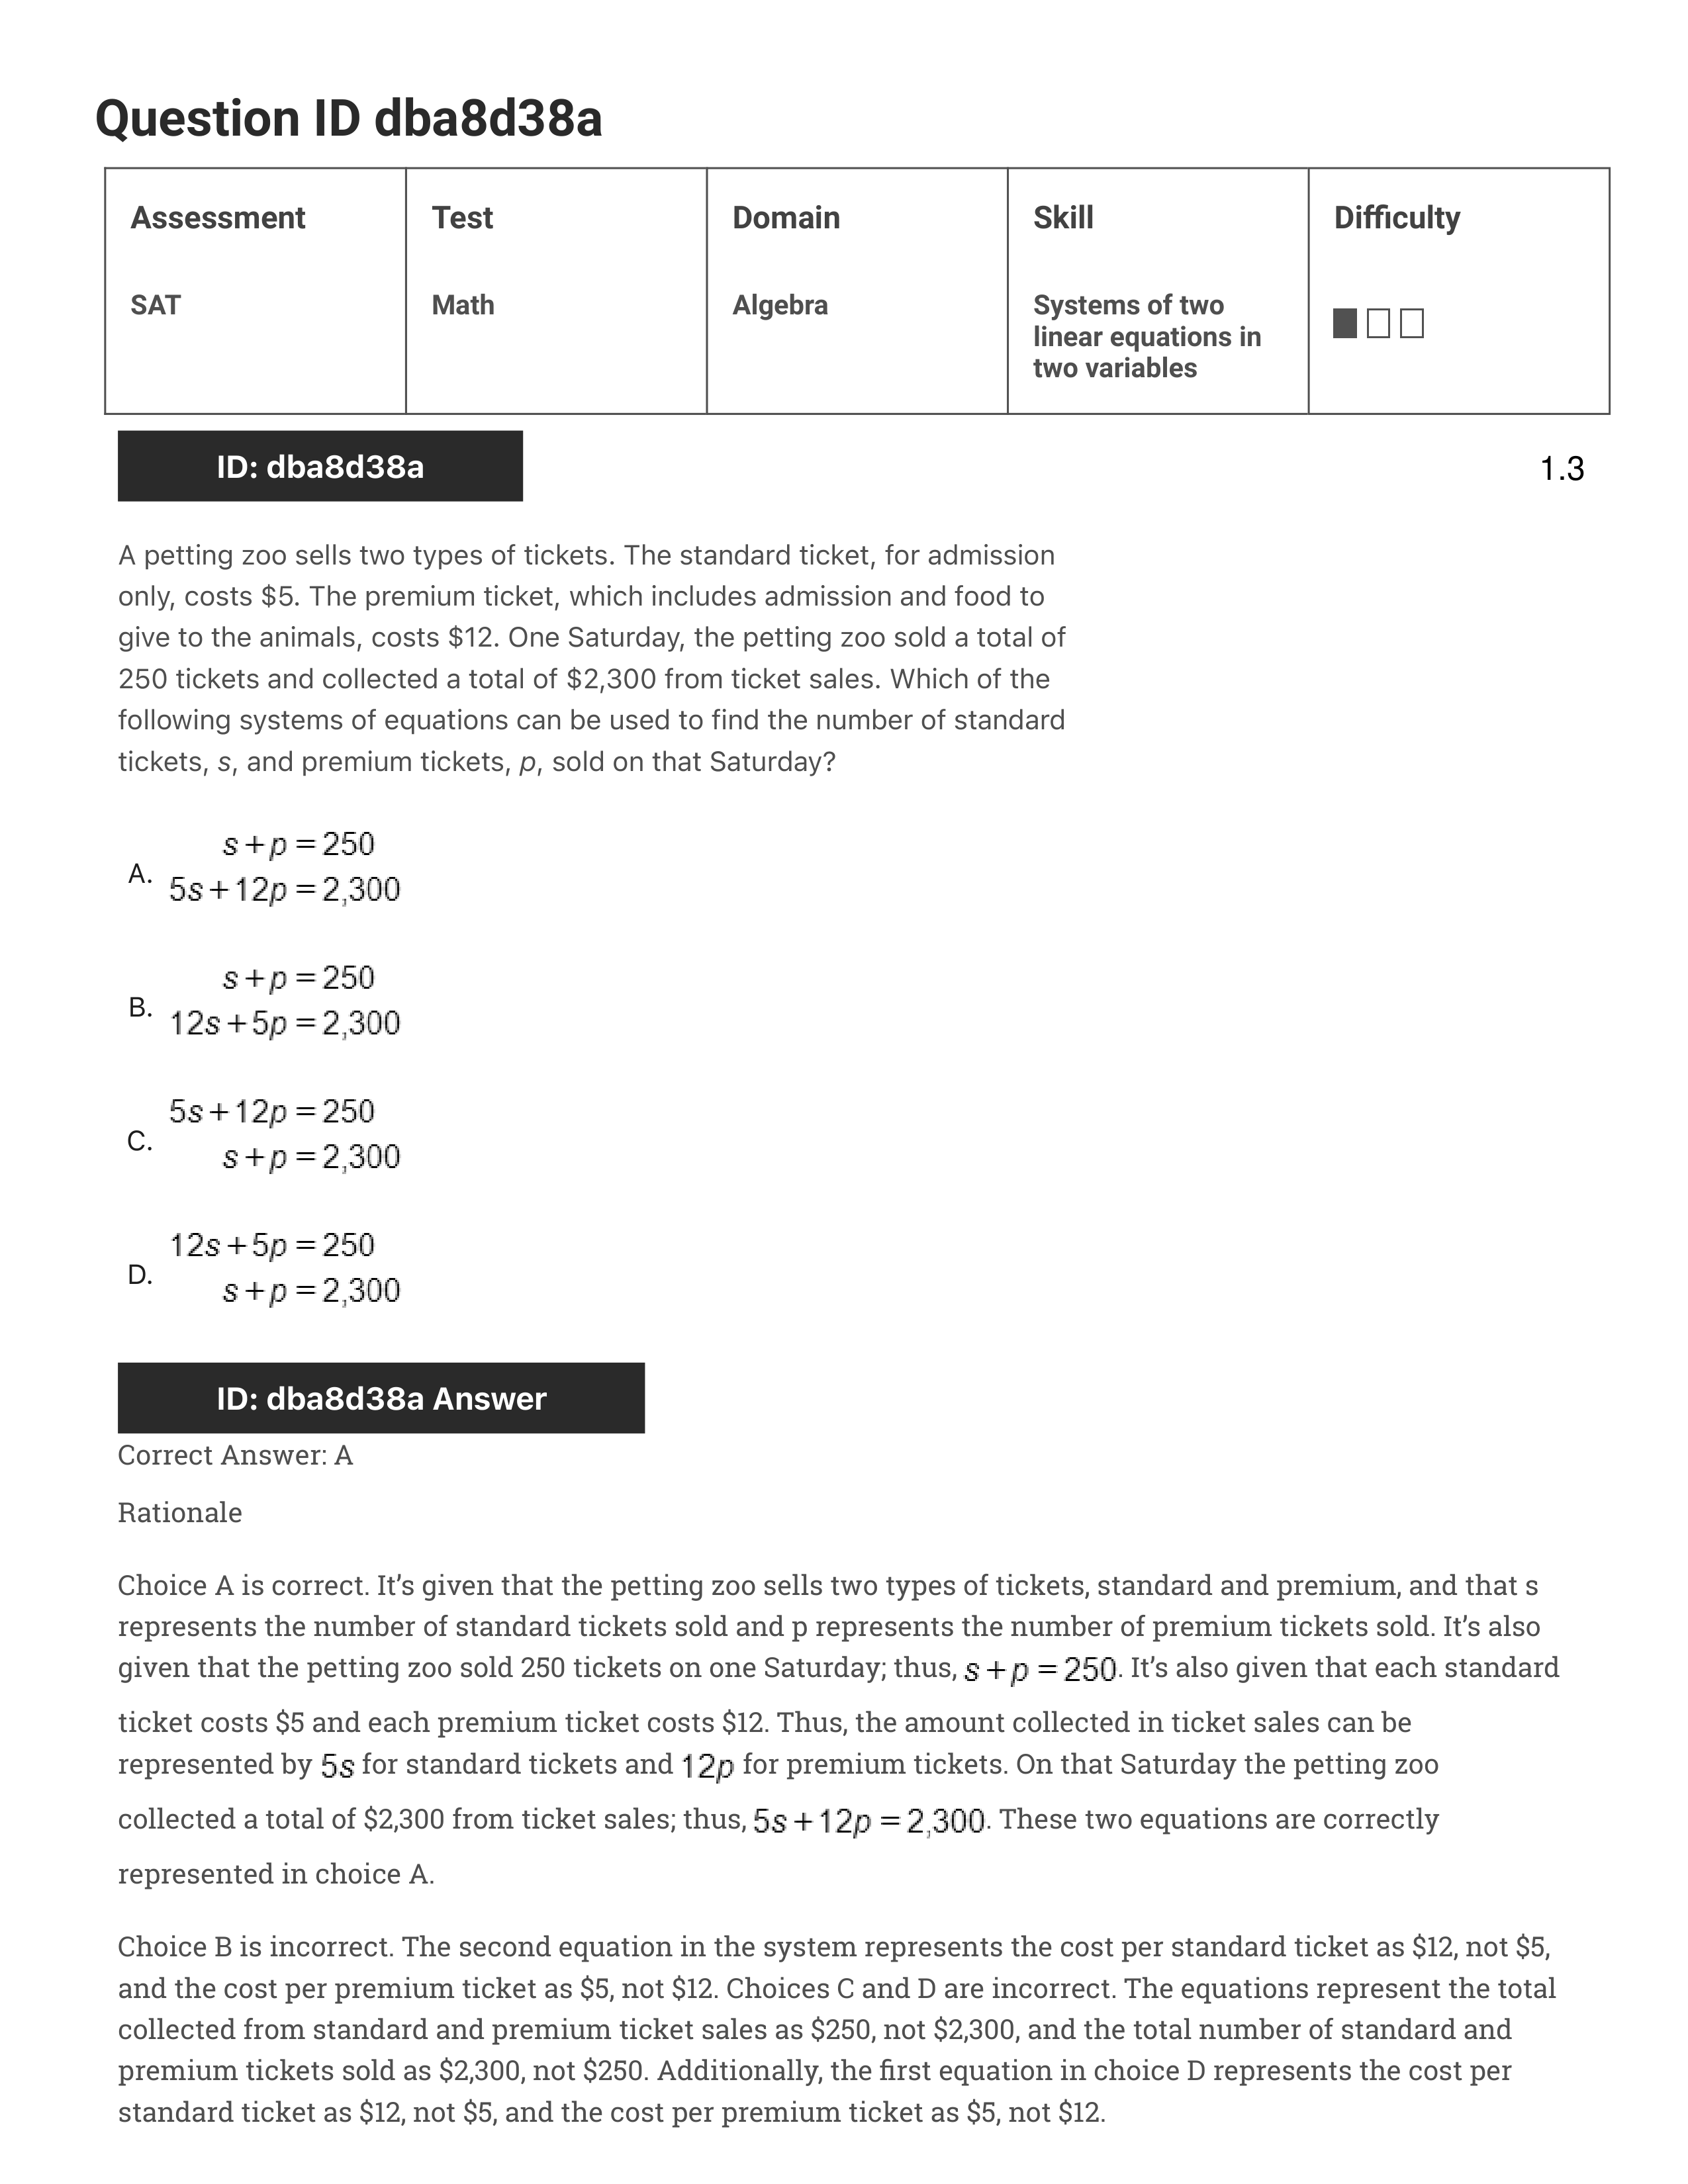 Question ID dba8d38a
Assessment
Test
Domain
Skill
Difficulty
SAT
Math
Algebra
Systems of two
linear equations in
two variables
ID: dba8d38a
1.3
A petting zoo sells two types of tickets. The standard ticket, for admission
only, costs $5. The premium ticket, which includes admission and food to
give to the animals, costs $12. One Saturday, the petting zoo sold a total of
250 tickets and collected a total of $2,300 from ticket sales. Which of the
following systems of equations can be used to find the number of standard
tickets, s, and premium tickets, p, sold on that Saturday?
s+p=250
A. 5s+12p=2,300
s+p=250
B. 12s+5p=2,300
5s+12p=250
C. s+p=2,300
12s+5p=250
D. s+p=2,300
ID: dba8d38a Answer
Correct Answer: A
Rationale
Choice A is correct. It’s given that the petting zoo sells two types of tickets, standard and premium, and that s
represents the number of standard tickets sold and p represents the number of premium tickets sold. It’s also
given that the petting zoo sold 250 tickets on one Saturday; thus, s+p=250. It’s also given that each standard
ticket costs $5 and each premium ticket costs $12. Thus, the amount collected in ticket sales can be
represented by 5s for standard tickets and 12p for premium tickets. On that Saturday the petting zoo
collected a total of $2,300 from ticket sales; thus, 5s+12p=2,300. These two equations are correctly
represented in choice A.
Choice B is incorrect. The second equation in the system represents the cost per standard ticket as $12, not $5,
and the cost per premium ticket as $5, not $12. Choices C and D are incorrect. The equations represent the total
collected from standard and premium ticket sales as $250, not $2,300, and the total number of standard and
premium tickets sold as $2,300, not $250. Additionally, the first equation in choice D represents the cost per
standard ticket as $12, not $5, and the cost per premium ticket as $5, not $12.